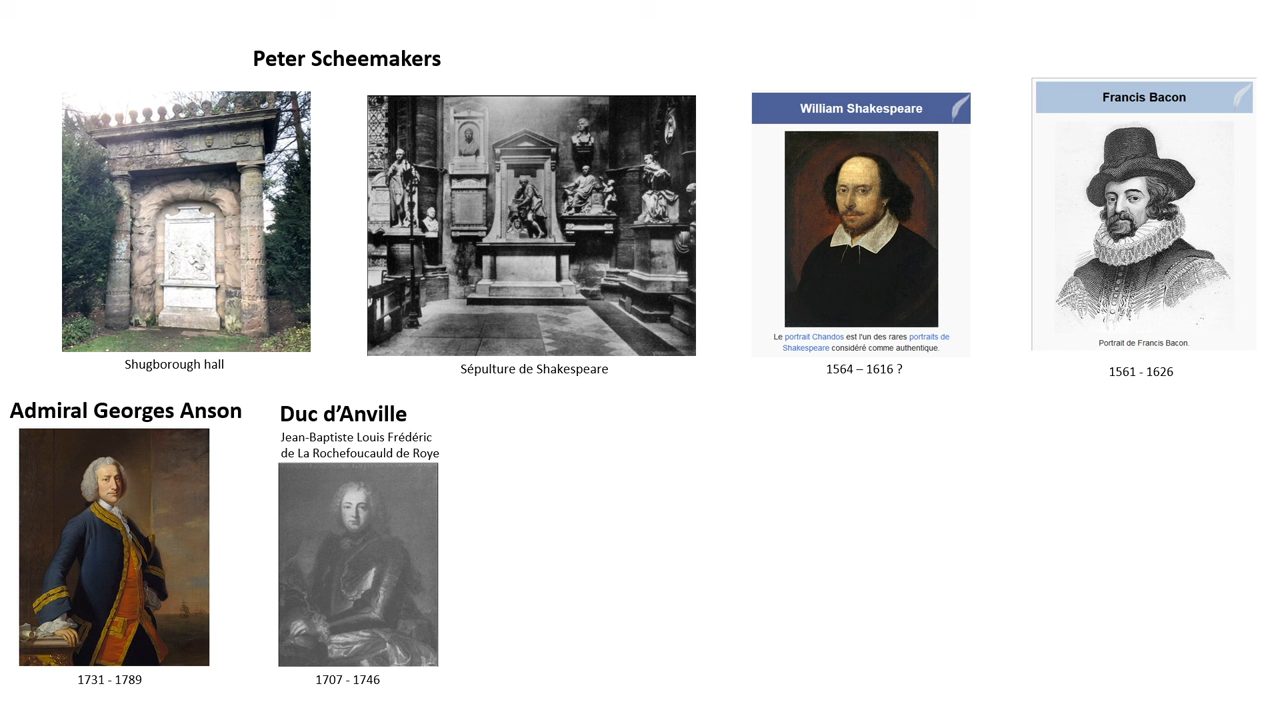 Peter Scheemakers
William Shakespeare
Francis Bacon
Le portrait Chandos est l'un des rares portraits de
Shakespeare considéré comme authentique.
Portrait de Francis Bacon.
Shugborough hall
Sépulture de Shakespeare
1564 – 1616 ?
1561 - 1626
Admiral Georges Anson
Duc d’Anville
Jean-Baptiste Louis Frédéric
de La Rochefoucauld de Roye
1731 - 1789
1707 - 1746